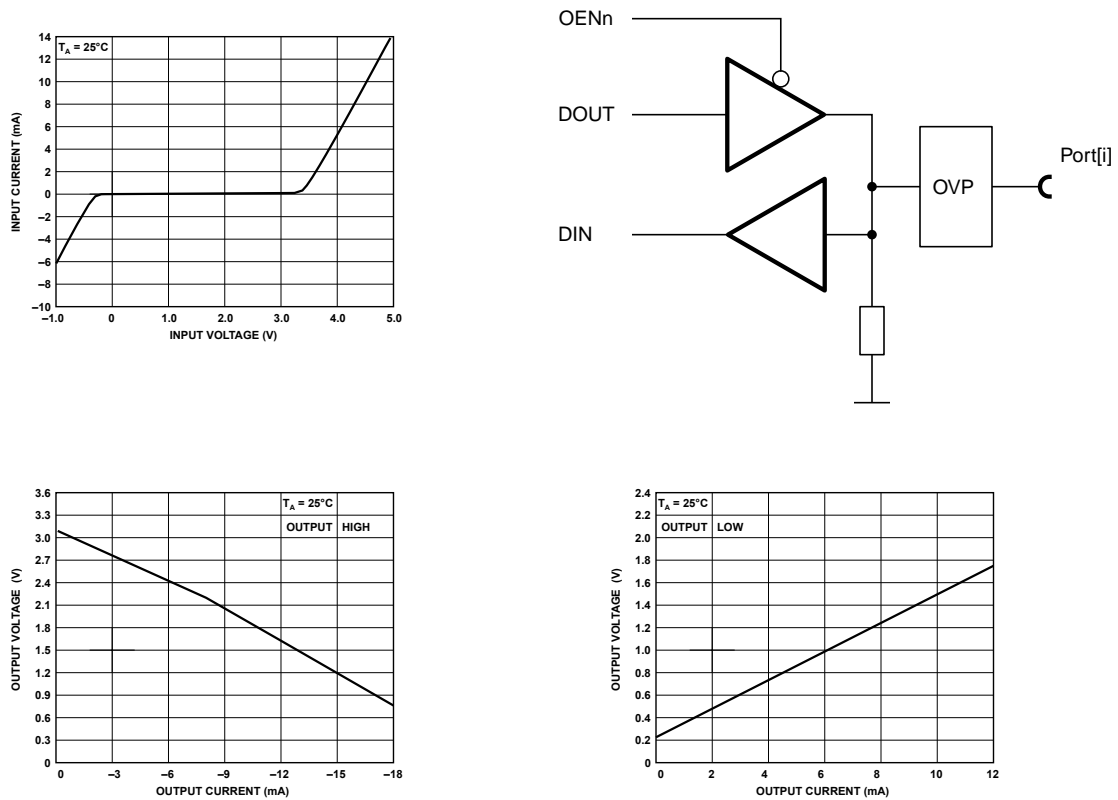 T_A = 25°C
14
12
10
8
6
4
2
0
–2
–4
–6
–8
–10
INPUT CURRENT (mA)
–1.0 0 1.0 2.0 3.0 4.0 5.0
INPUT VOLTAGE (V)
OENn
DOUT
DIN
OVP
Port[i]
T_A = 25°C
OUTPUT HIGH
3.6
3.3
3.0
2.7
2.4
2.1
1.8
1.5
1.2
0.9
0.6
0.3
0
OUTPUT VOLTAGE (V)
0 –3 –6 –9 –12 –15 –18
OUTPUT CURRENT (mA)
T_A = 25°C
OUTPUT LOW
2.4
2.2
2.0
1.8
1.6
1.4
1.2
1.0
0.8
0.6
0.4
0.2
0.0
OUTPUT VOLTAGE (V)
0 2 4 6 8 10 12
OUTPUT CURRENT (mA)